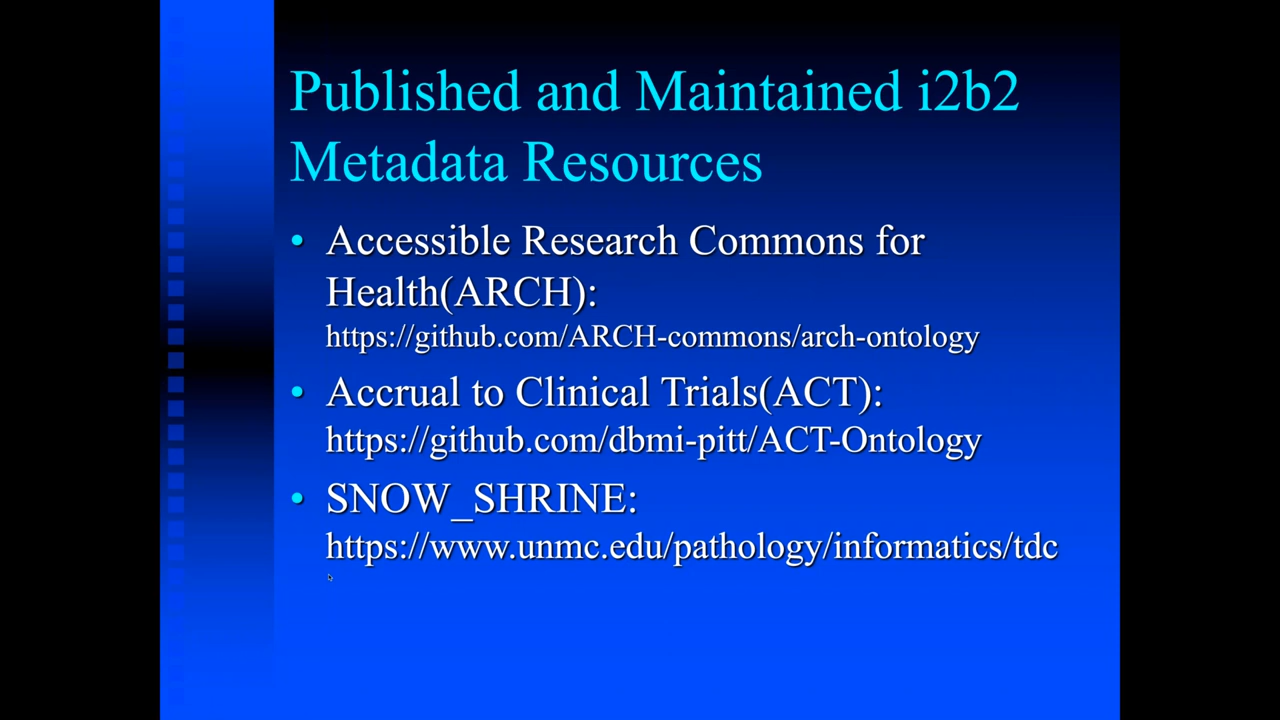 Published and Maintained i2b2
Metadata Resources
• Accessible Research Commons for
Health(ARCH):
https://github.com/ARCH-commons/arch-ontology
• Accrual to Clinical Trials(ACT):
https://github.com/dbmi-pitt/ACT-Ontology
• SNOW_SHRINE:
https://www.unmc.edu/pathology/informatics/tdc